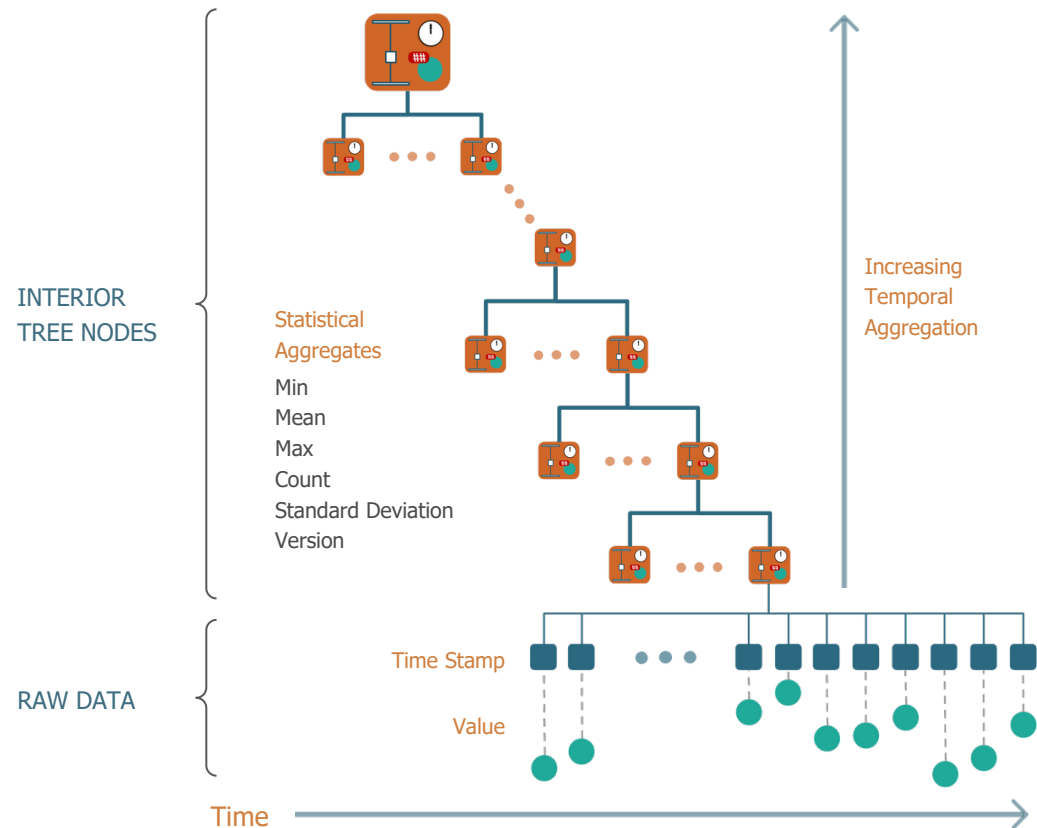 INTERIOR
TREE NODES
Statistical
Aggregates
Min
Mean
Max
Count
Standard Deviation
Version
Increasing
Temporal
Aggregation
RAW DATA
Time Stamp
Value
Time